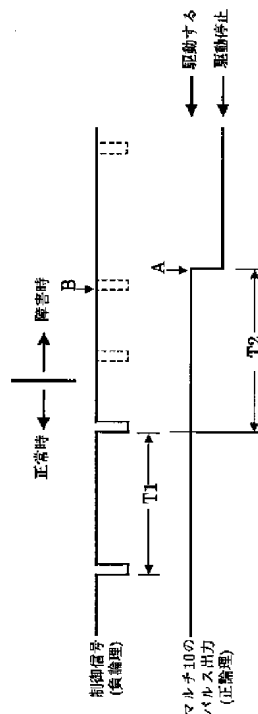 正常時
障害時
制御信号
(負論理)
T1
B
マルチ10の
パルス出力
(正論理)
T2
A
駆動する
駆動停止